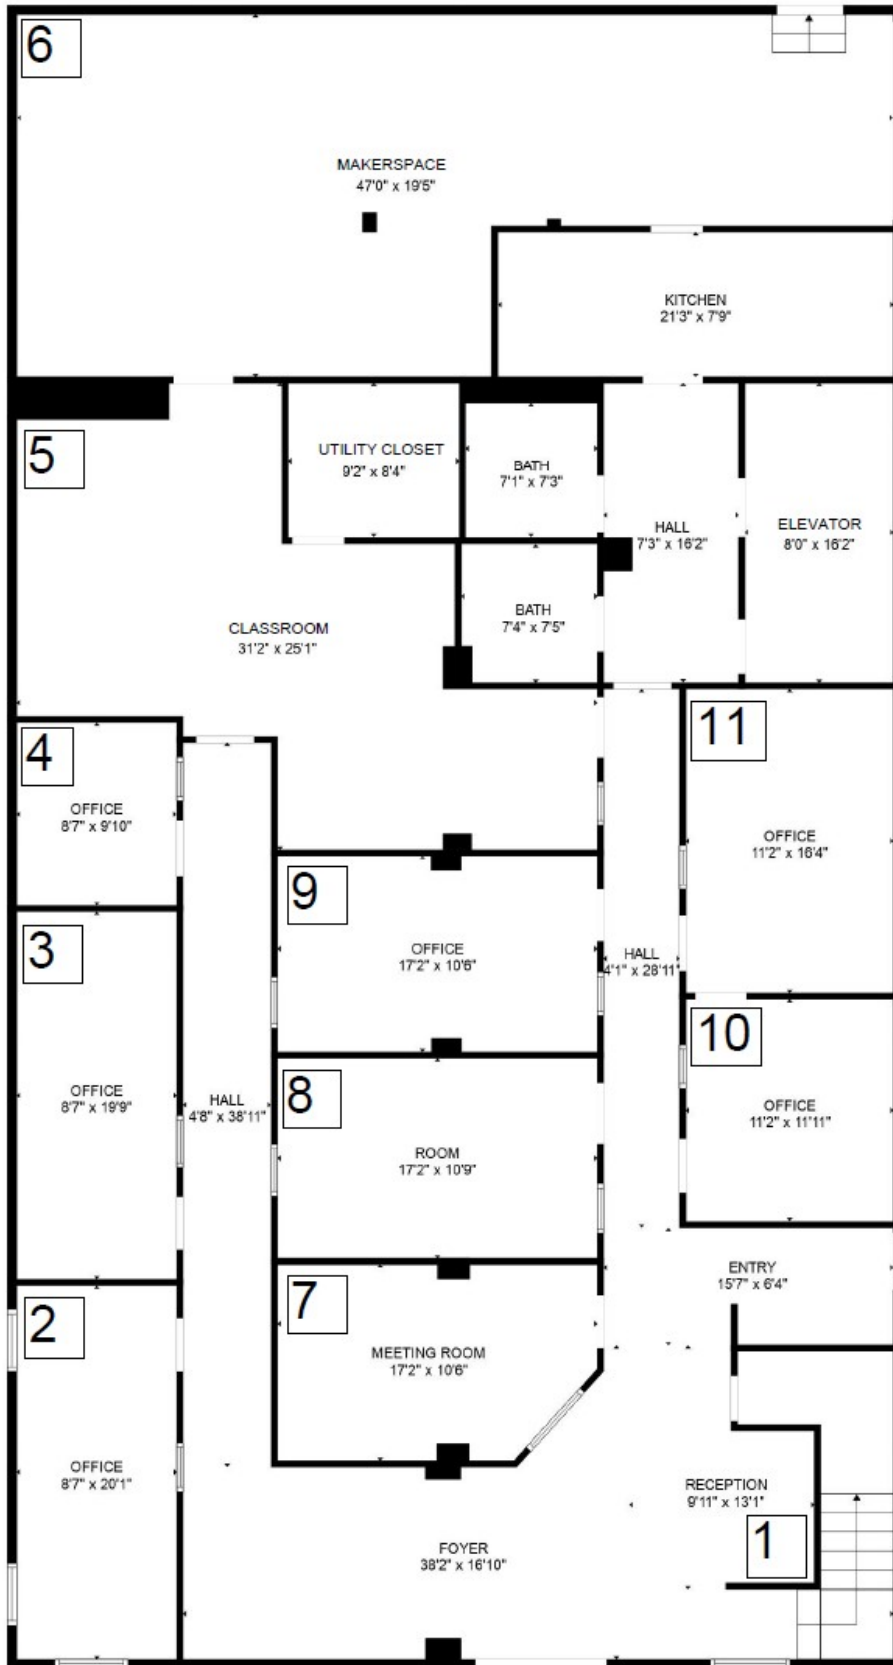 6
MAKERSPACE
47'0" x 19'5"
KITCHEN
21'3" x 7'9"
5
UTILITY CLOSET
9'2" x 8'4"
BATH
7'1" x 7'3"
HALL
7'3" x 16'2"
ELEVATOR
8'0" x 16'2"
BATH
7'4" x 7'5"
CLASSROOM
31'2" x 25'1"
4
OFFICE
8'7" x 9'10"
11
OFFICE
11'2" x 16'4"
9
OFFICE
17'2" x 10'6"
3
OFFICE
8'7" x 19'9"
HALL
4'1" x 28'11"
10
OFFICE
11'2" x 11'11"
HALL
4'8" x 38'11"
8
ROOM
17'2" x 10'9"
ENTRY
15'7" x 6'4"
7
MEETING ROOM
17'2" x 10'6"
2
OFFICE
8'7" x 20'1"
RECEPTION
9'11" x 13'1"
1
FOYER
38'2" x 16'10"